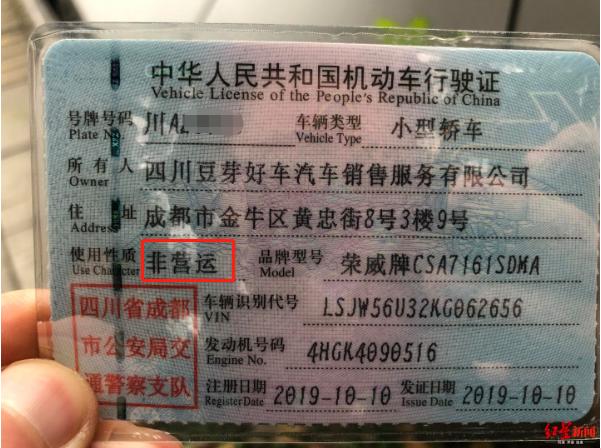 中华人民共和国机动车行驶证
Vehicle License of the People's Republic of China
号牌号码 川A 车辆类型 小型轿车
Plate No. Vehicle Type
所有人 四川豆芽好车汽车销售服务有限公司
Owner
住址 成都市金牛区黄忠街8号3楼9号
Address
使用性质 非营运 品牌型号 荣威牌CSA7161SDMA
Use Character Model
四川省成都 车辆识别代号 LSJW56U32KG062656
VIN
市公安局交 发动机号码 4HGK4090516
Engine No.
通警察支队 注册日期 2019-10-10 发证日期 2019-10-10
Register Date Issue Date
红星新闻